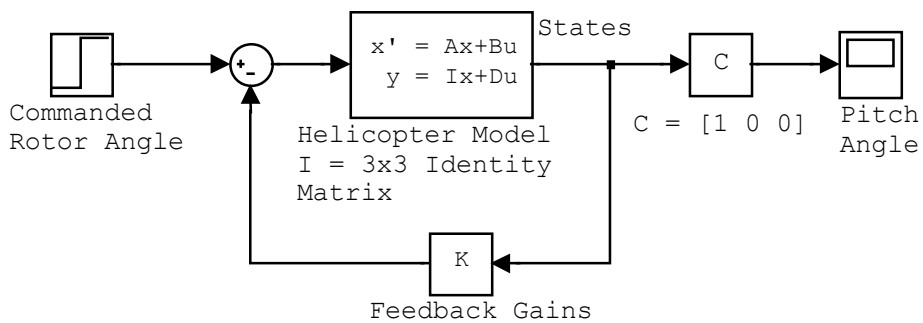 States
x' = Ax+Bu
y = Ix+Du
+
-
C
Commanded
Rotor Angle
Helicopter Model
I = 3x3 Identity
Matrix
C = [1 0 0]
Pitch
Angle
K
Feedback Gains